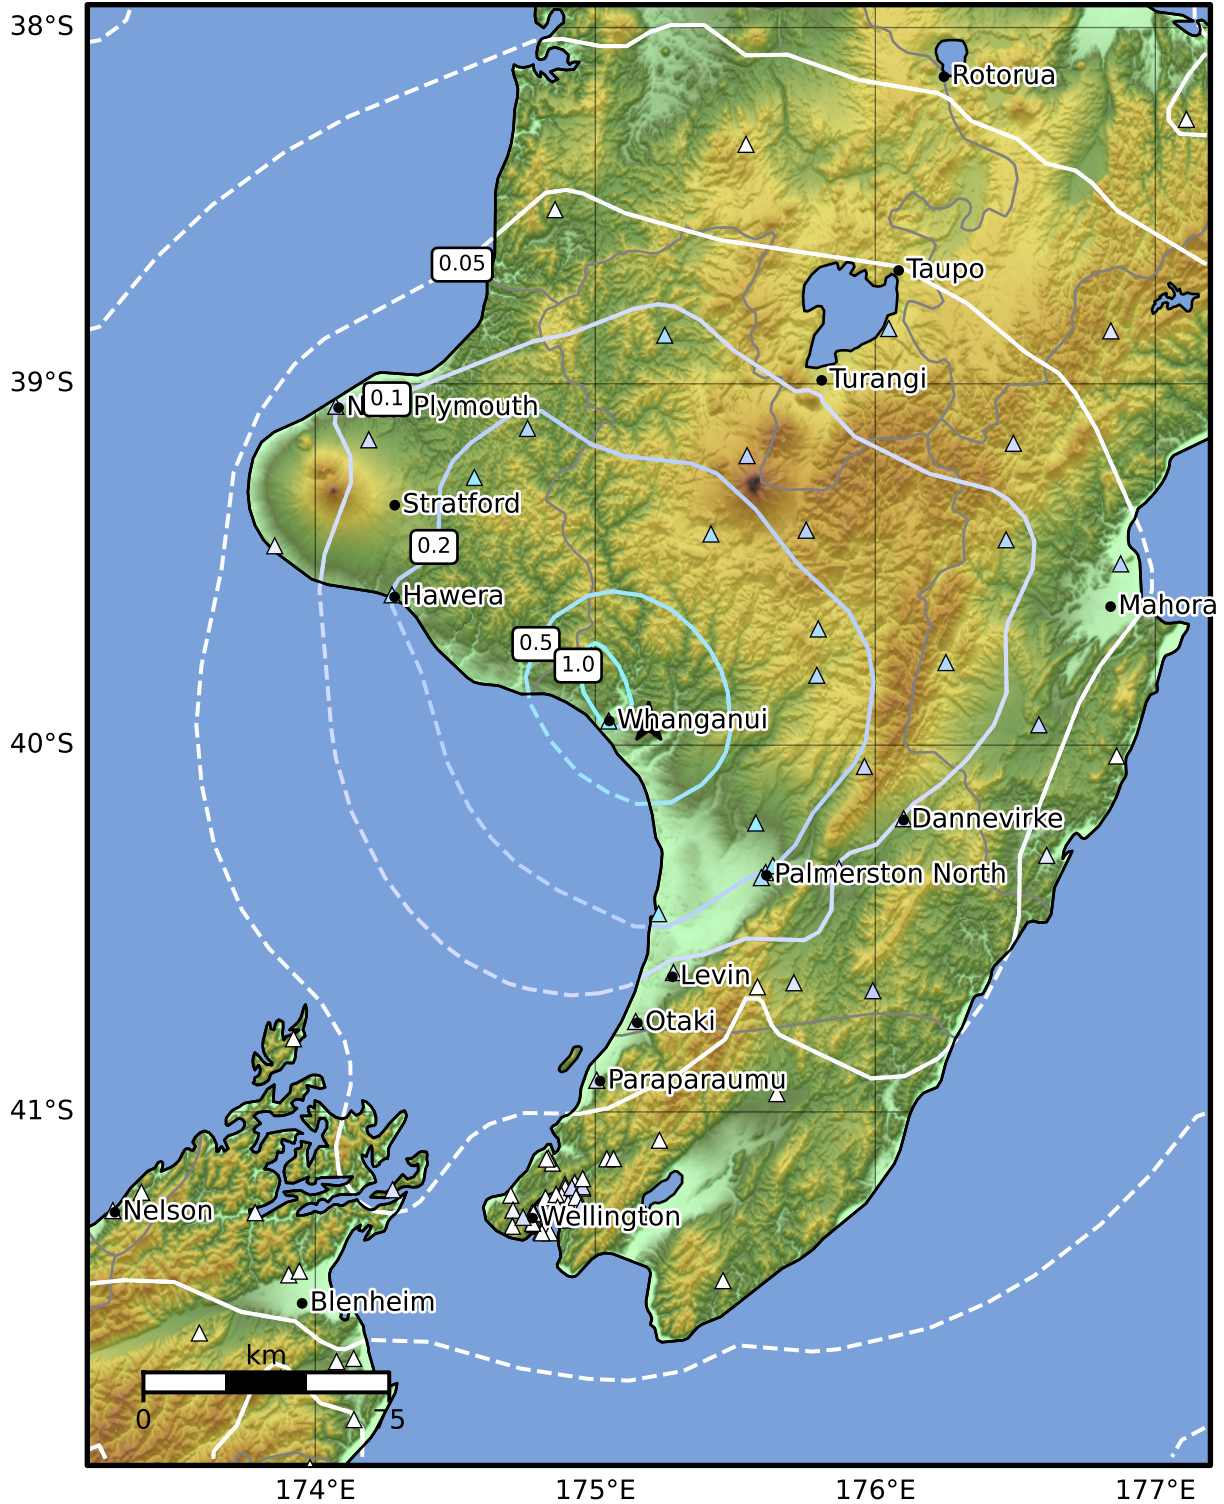 38°S
Rotorua
0.05
Taupo
39°S
Turangi
0.1
N Plymouth
Stratford
0.2
Hawera
Mahora
0.5
1.0
Whanganui
40°S
Dannevirke
Palmerston North
Levin
Otaki
Paraparaumu
41°S
Nelson
Wellington
Blenheim
km
0
75
174°E
175°E
176°E
177°E